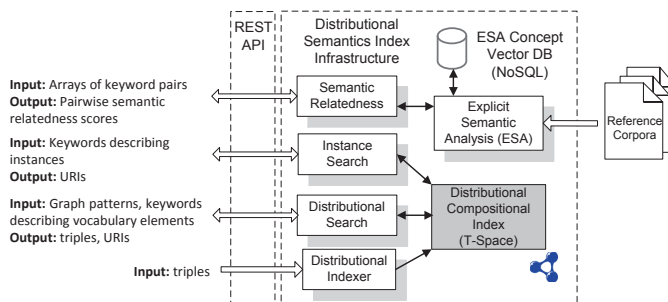 REST
API
Distributional
Semantics Index
Infrastructure
ESA Concept
Vector DB
(NoSQL)
Input: Arrays of keyword pairs
Output: Pairwise semantic
relatedness scores
Semantic
Relatedness
Explicit
Semantic
Analysis (ESA)
Reference
Corpora
Input: Keywords describing
instances
Output: URIs
Instance
Search
Input: Graph patterns, keywords
describing vocabulary elements
Output: triples, URIs
Distributional
Search
Distributional
Compositional
Index
(T-Space)
Input: triples
Distributional
Indexer